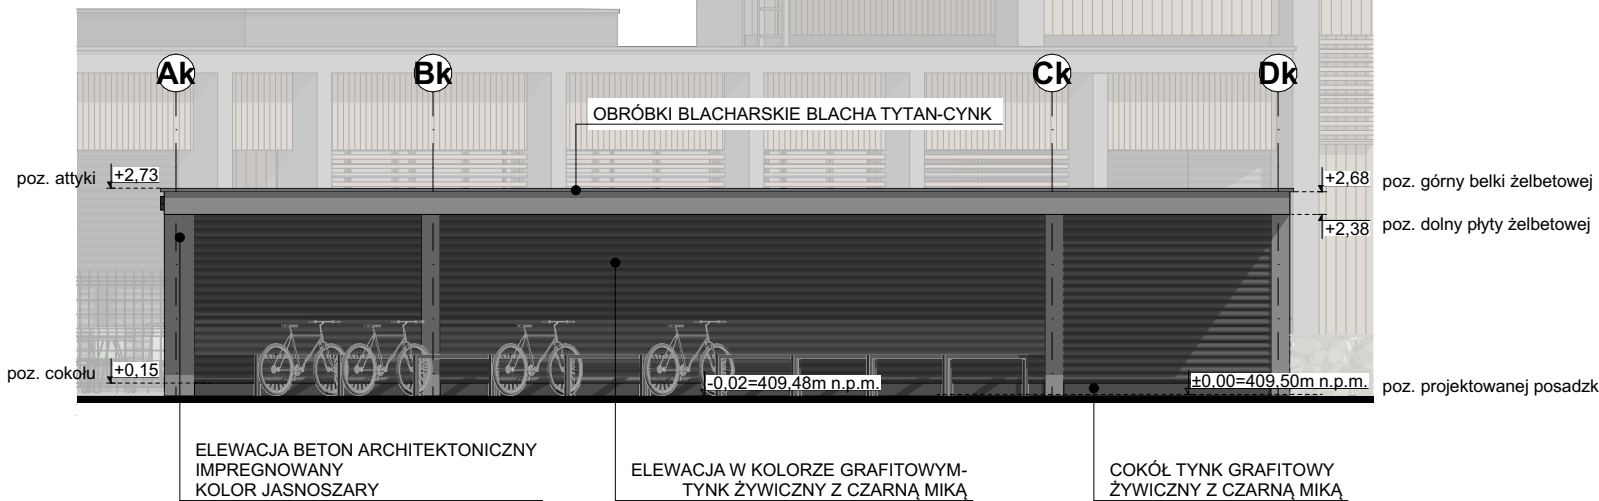 Ak
Bk
Ck
Dk
OBRÓBKI BLACHARSKIE BLACHA TYTAN-CYNK
poz. attyki +2,73
+2,68 poz. górny belki żelbetowej
+2,38 poz. dolny płyty żelbetowej
poz. cokołu +0,15
-0,02=409,48m n.p.m.
±0,00=409,50m n.p.m.
poz. projektowanej posadzk
ELEWACJA BETON ARCHITEKTONICZNY
IMPREGNOWANY
KOLOR JASNOSZARY
ELEWACJA W KOLORZE GRAFITOWYM-
TYNK ŻYWICZNY Z CZARNĄ MIKĄ
COKÓŁ TYNK GRAFITOWY
ŻYWICZNY Z CZARNĄ MIKĄ